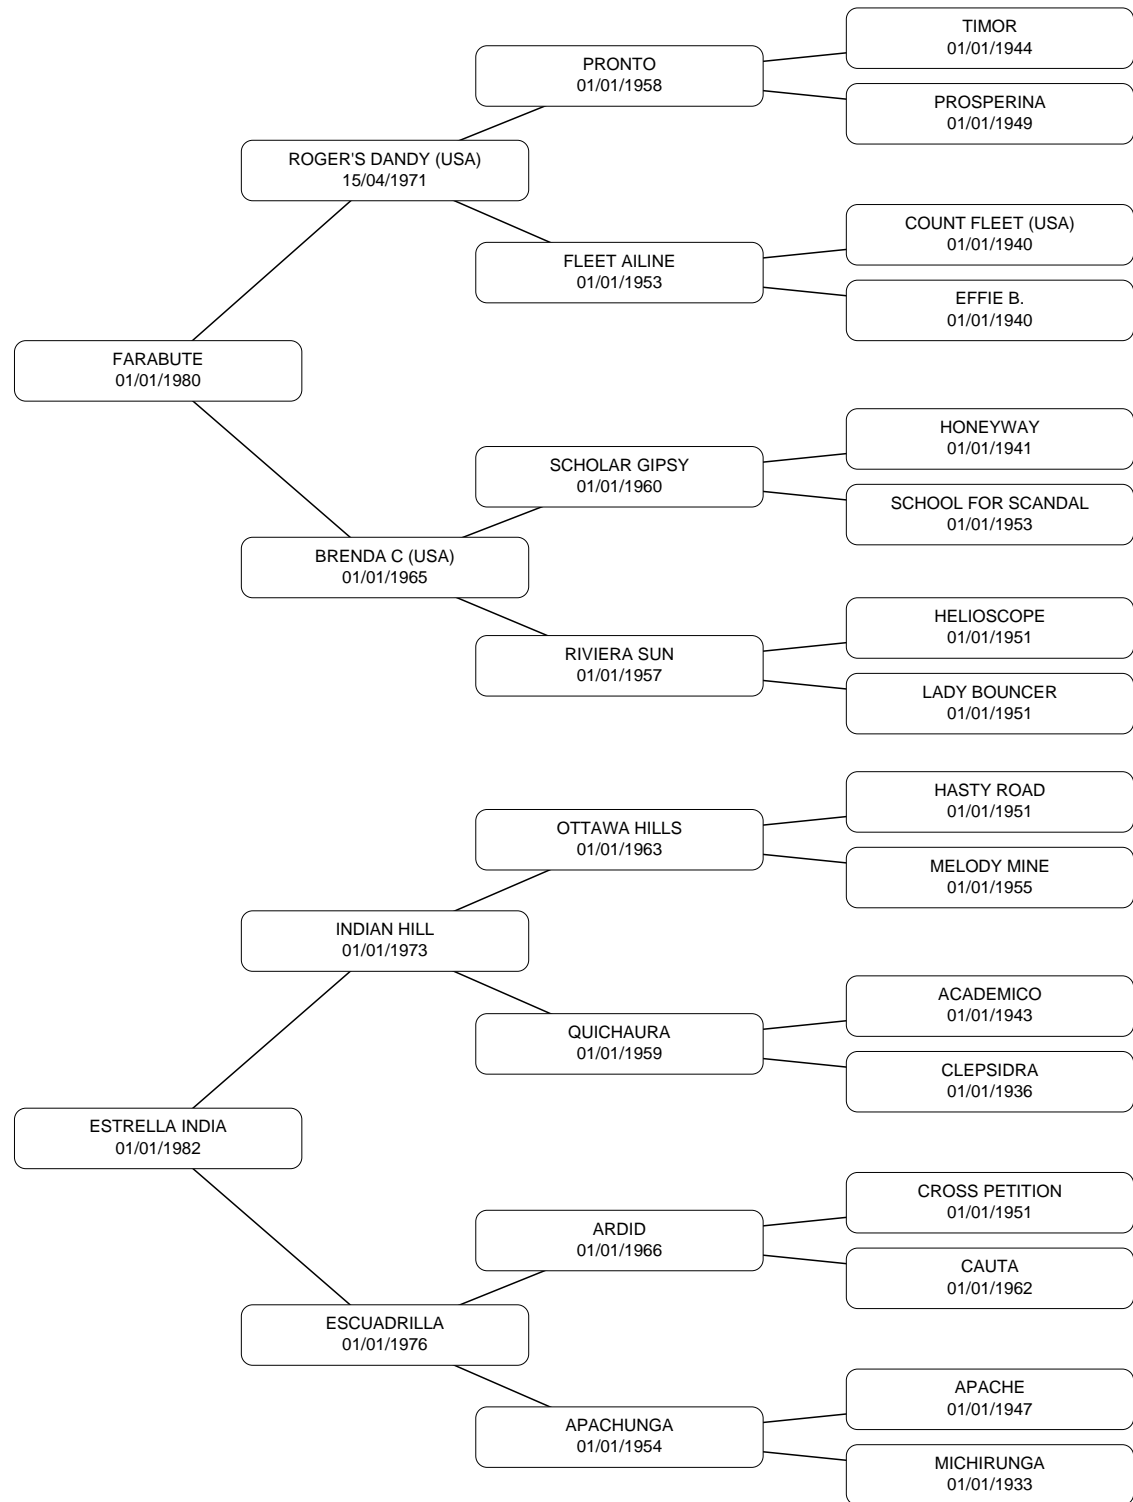 TIMOR
01/01/1944
PRONTO
01/01/1958
PROSPERINA
01/01/1949
ROGER'S DANDY (USA)
15/04/1971
COUNT FLEET (USA)
01/01/1940
FLEET AILINE
01/01/1953
EFFIE B.
01/01/1940
FARABUTE
01/01/1980
HONEYWAY
01/01/1941
SCHOLAR GIPSY
01/01/1960
SCHOOL FOR SCANDAL
01/01/1953
BRENDA C (USA)
01/01/1965
HELIOSCOPE
01/01/1951
RIVIERA SUN
01/01/1957
LADY BOUNCER
01/01/1951
HASTY ROAD
01/01/1951
OTTAWA HILLS
01/01/1963
MELODY MINE
01/01/1955
INDIAN HILL
01/01/1973
ACADEMICO
01/01/1943
QUICHAURA
01/01/1959
CLEPSIDRA
01/01/1936
ESTRELLA INDIA
01/01/1982
CROSS PETITION
01/01/1951
ARDID
01/01/1966
CAUTA
01/01/1962
ESCUADRILLA
01/01/1976
APACHE
01/01/1947
APACHUNGA
01/01/1954
MICHIRUNGA
01/01/1933